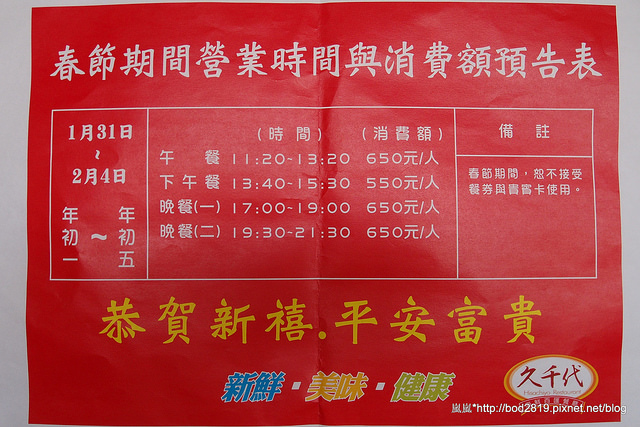 春節期間營業時間與消費額預告表
1月31日
~
2月4日
年初一 ~ 年初五
(時間) (消費額)
午餐 11:20~13:20 650元/人
下午餐 13:40~15:30 550元/人
晚餐(一) 17:00~19:00 650元/人
晚餐(二) 19:30~21:30 650元/人
備註
春節期間，恕不接受
餐券與貴賓卡使用。
恭賀新禧.平安富貴
新鮮·美味·健康
久千代
嵐嵐*http://bod2819.pixnet.net/blog